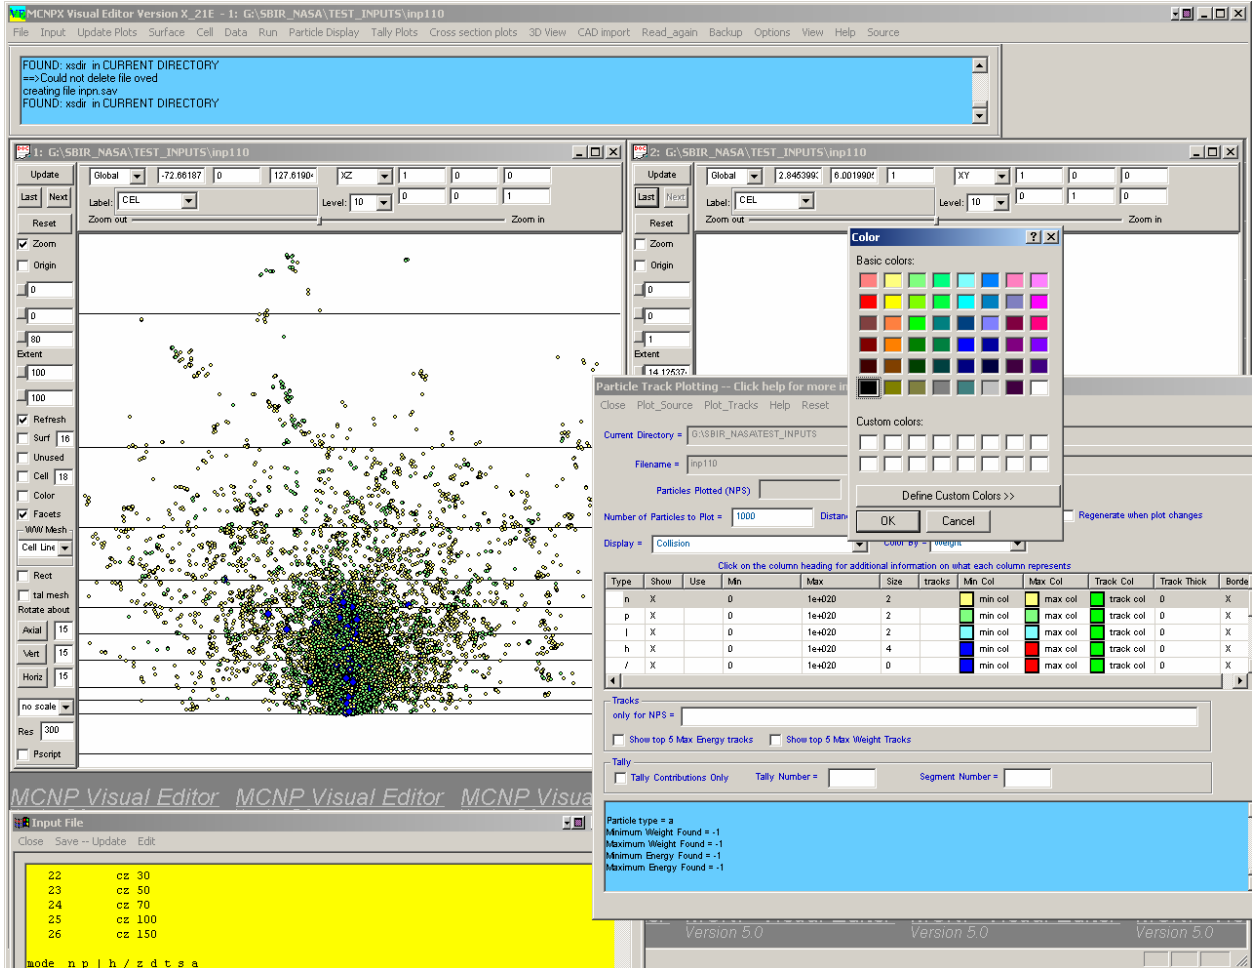 MCNPX Visual Editor Version X_21E - 1: G:\SBIR_NASA\TEST_INPUTS\inp110
File Input Update Plots Surface Cell Data Run Particle Display Tally Plots Cross section plots 3D View CAD import Read_again Backup Options View Help Source
FOUND: xsdir in CURRENT DIRECTORY
==>Could not delete file oved
creating file inpn.sav
FOUND: xsdir in CURRENT DIRECTORY
1: G:\SBIR_NASA\TEST_INPUTS\inp110
Update Global -72.66187 0 127.6190 XZ 1 0 0
Last Next Label: CEL Level: 10 0 0 1
Reset Zoom out Zoom in
Zoom
Origin
0
0
80
Extent
100
100
Refresh
Surf 16
Unused
Cell 18
Color
Facets
WW Mesh
Cell Line
Rect
tal mesh
Rotate about
Axial 15
Vert 15
Horiz 15
no scale
Res 300
Pscript
2: G:\SBIR_NASA\TEST_INPUTS\inp110
Update Global 2.845399 6.001990 1 XY 1 0 0
Last Next Label: CEL Level: 10 0 1 0
Reset Zoom out Zoom in
Zoom
Origin
0
0
1
Extent
14.12537
Color
Basic colors:
Custom colors:
Define Custom Colors >>
OK Cancel
Particle Track Plotting -- Click help for more in
Close Plot_Source Plot_Tracks Help Reset
Current Directory = G:\SBIR_NASA\TEST_INPUTS
Filename = inp110
Particles Plotted (NPS)
Number of Particles to Plot = 1000 Distan Regenerate when plot changes
Display = Collision Color By = Weight
Click on the column heading for additional information on what each column represents
Type Show Use Min Max Size tracks Min Col Max Col Track Col Track Thick Borde
n X 0 1e+020 2 min col max col track col 0 X
p X 0 1e+020 2 min col max col track col 0 X
| X 0 1e+020 2 min col max col track col 0 X
h X 0 1e+020 4 min col max col track col 0 X
/ X 0 1e+020 0 min col max col track col 0 X
Tracks
only for NPS =
Show top 5 Max Energy tracks Show top 5 Max Weight Tracks
Tally
Tally Contributions Only Tally Number = Segment Number =
Particle type = a
Minimum Weight Found = -1
Maximum Weight Found = -1
Minimum Energy Found = -1
Maximum Energy Found = -1
MCNP Visual Editor MCNP Visual Editor MCNP Visua
Input File
Close Save -- Update Edit
22 cz 30
23 cz 50
24 cz 70
25 cz 100
26 cz 150
mode n p | h / z d t s a
Version 5.0 Version 5.0 Version 5.0